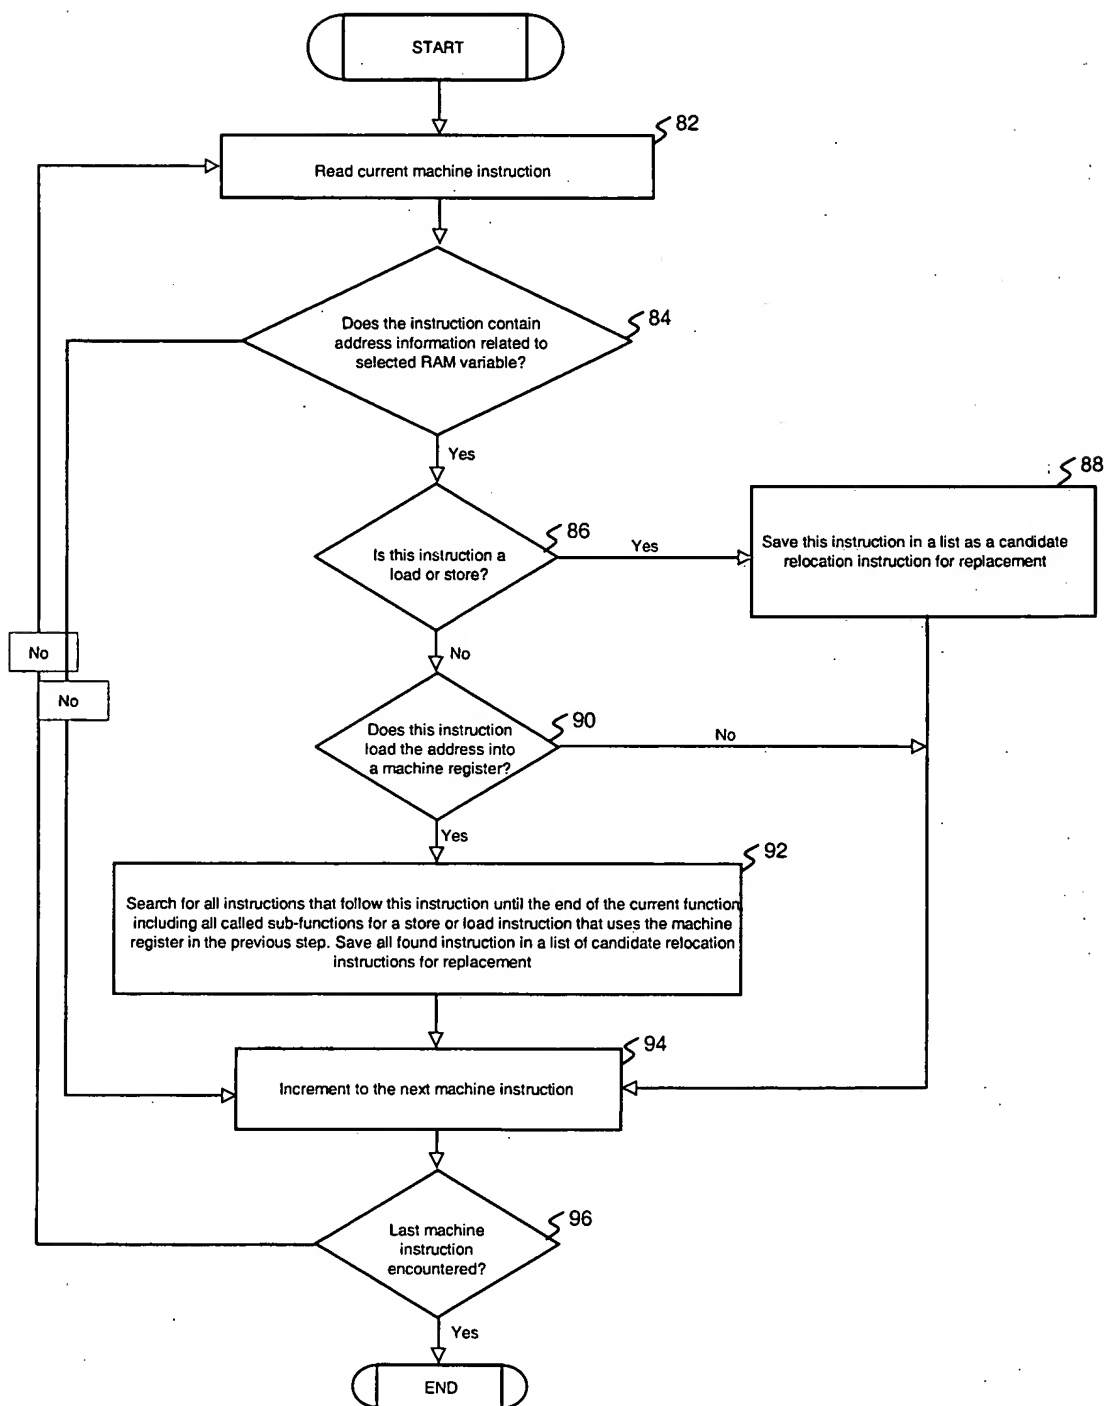 START
82
Read current machine instruction
Does the instruction contain
address information related to
selected RAM variable?
84
Yes
88
86
Is this instruction a
load or store?
Yes
Save this instruction in a list as a candidate
relocation instruction for replacement
No
No
No
90
Does this instruction
load the address into
a machine register?
No
Yes
92
Search for all instructions that follow this instruction until the end of the current function,
including all called sub-functions for a store or load instruction that uses the machine
register in the previous step. Save all found instruction in a list of candidate relocation
instructions for replacement
94
Increment to the next machine instruction
96
Last machine
instruction
encountered?
Yes
END